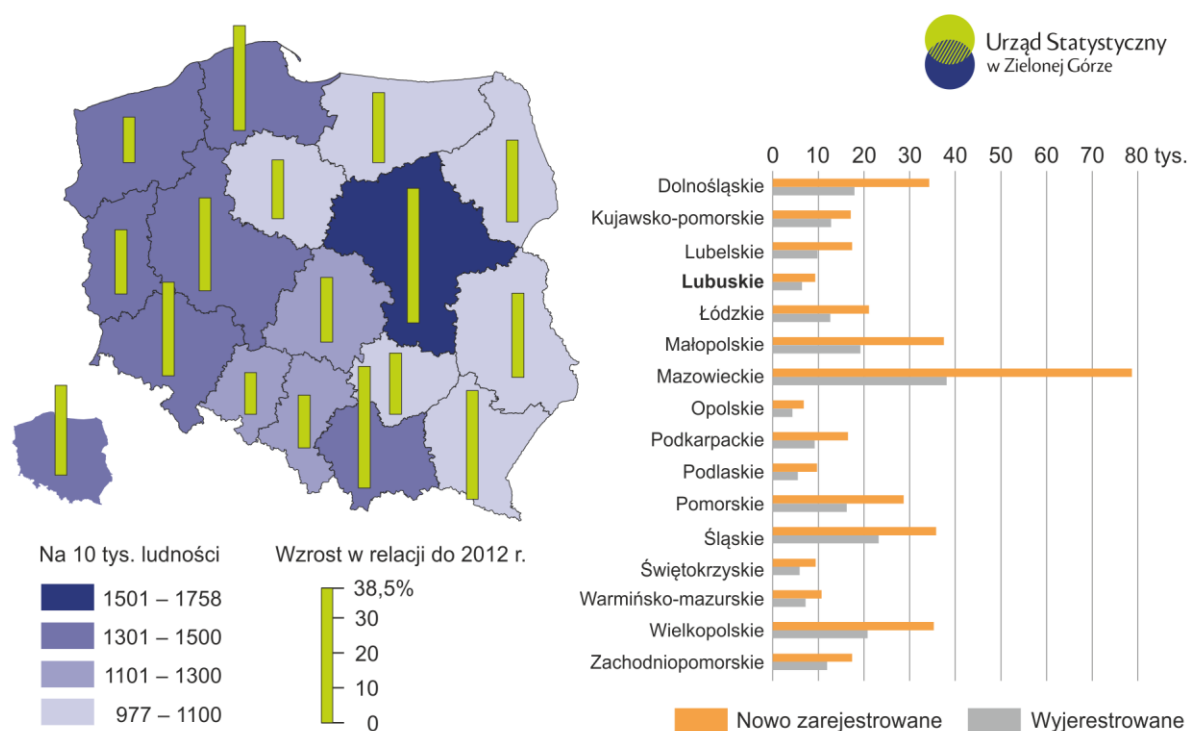 Urząd Statystyczny
w Zielonej Górze
Na 10 tys. ludności
1501 – 1758
1301 – 1500
1101 – 1300
977 – 1100
Wzrost w relacji do 2012 r.
38,5%
30
20
10
0
0 10 20 30 40 50 60 70 80 tys.
Dolnośląskie
Kujawsko-pomorskie
Lubelskie
Lubuskie
Łódzkie
Małopolskie
Mazowieckie
Opolskie
Podkarpackie
Podlaskie
Pomorskie
Śląskie
Świętokrzyskie
Warmińsko-mazurskie
Wielkopolskie
Zachodniopomorskie
Nowo zarejestrowane
Wyjerestrowane